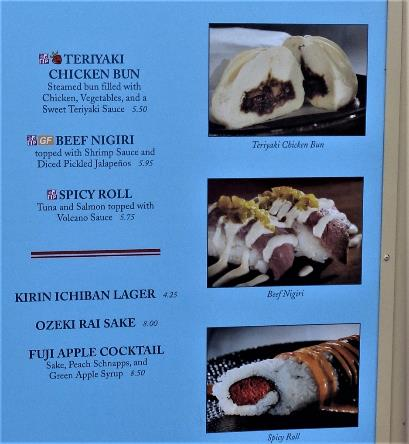 TERIYAKI
CHICKEN BUN
Steamed bun filled with
Chicken, Vegetables, and a
Sweet Teriyaki Sauce 5.50
Teriyaki Chicken Bun
GF BEEF NIGIRI
topped with Shrimp Sauce and
Diced Pickled Jalapeños 5.95
SPICY ROLL
Tuna and Salmon topped with
Volcano Sauce 5.75
Beef Nigiri
KIRIN ICHIBAN LAGER 4.25
OZEKI RAI SAKE 8.00
FUJI APPLE COCKTAIL
Sake, Peach Schnapps, and
Green Apple Syrup 8.50
Spicy Roll